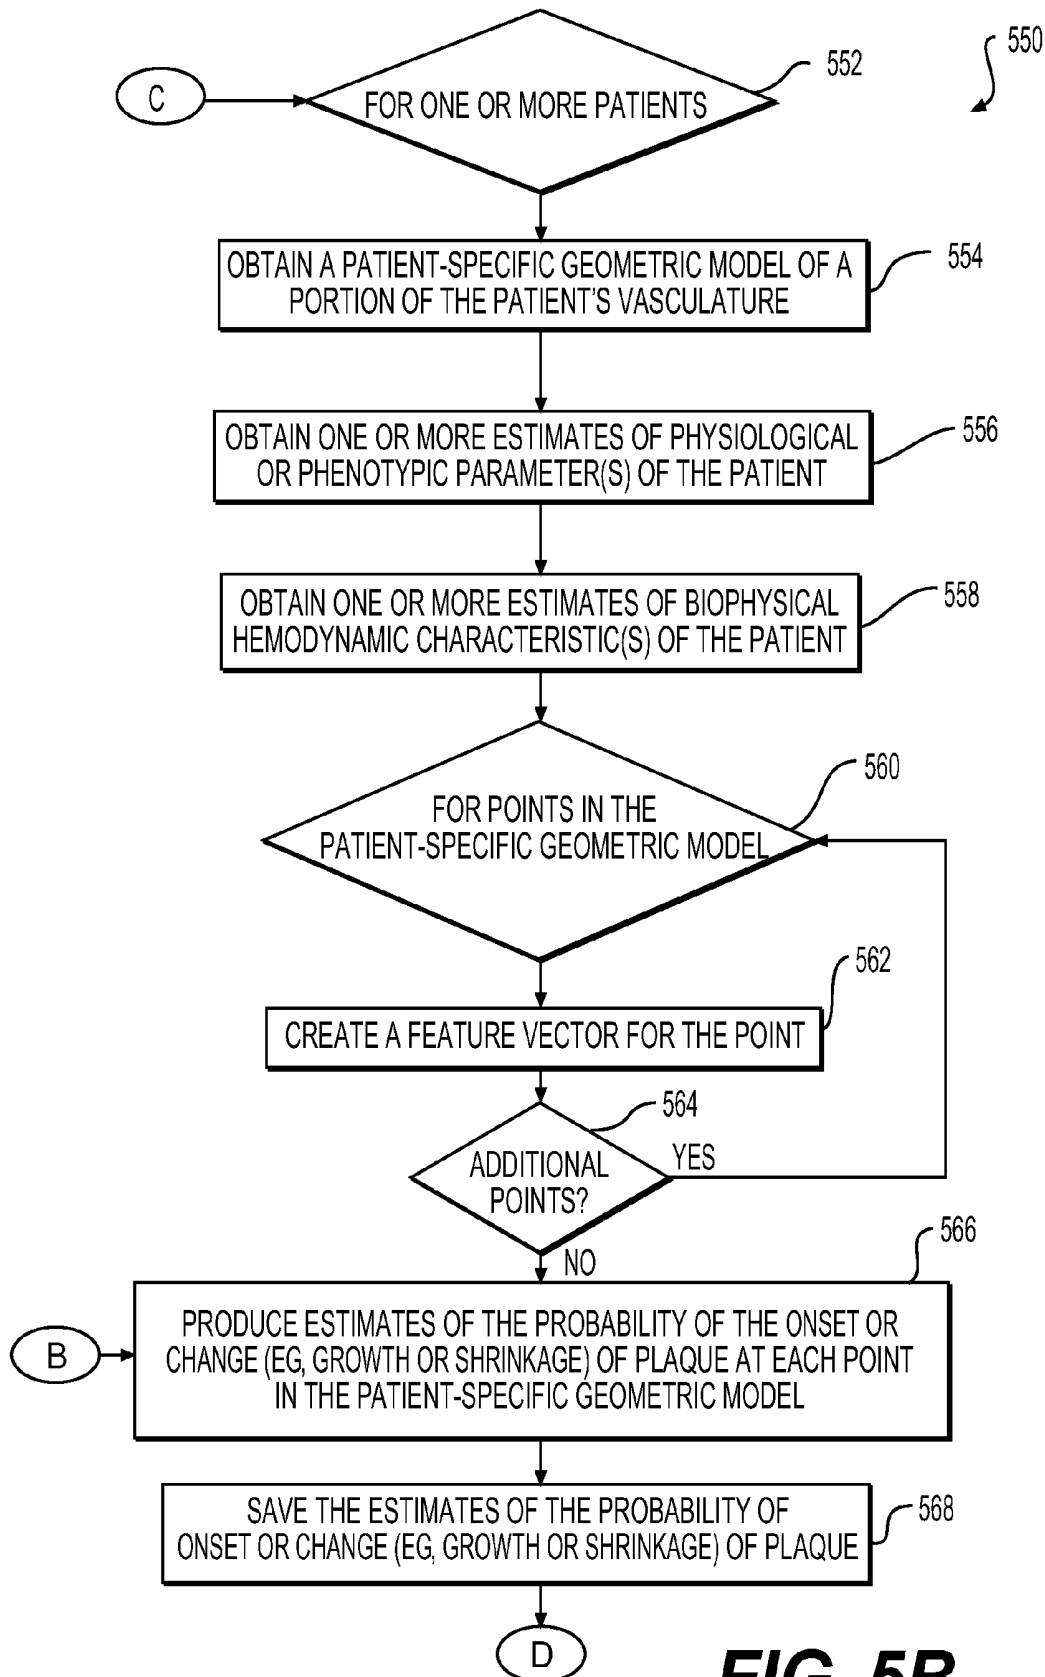 550
552
C
FOR ONE OR MORE PATIENTS
554
OBTAIN A PATIENT-SPECIFIC GEOMETRIC MODEL OF A
PORTION OF THE PATIENT'S VASCULATURE
556
OBTAIN ONE OR MORE ESTIMATES OF PHYSIOLOGICAL
OR PHENOTYPIC PARAMETER(S) OF THE PATIENT
558
OBTAIN ONE OR MORE ESTIMATES OF BIOPHYSICAL
HEMODYNAMIC CHARACTERISTIC(S) OF THE PATIENT
560
FOR POINTS IN THE
PATIENT-SPECIFIC GEOMETRIC MODEL
562
CREATE A FEATURE VECTOR FOR THE POINT
564
ADDITIONAL
POINTS?
YES
NO
566
B
PRODUCE ESTIMATES OF THE PROBABILITY OF THE ONSET OR
CHANGE (EG, GROWTH OR SHRINKAGE) OF PLAQUE AT EACH POINT
IN THE PATIENT-SPECIFIC GEOMETRIC MODEL
568
SAVE THE ESTIMATES OF THE PROBABILITY OF
ONSET OR CHANGE (EG, GROWTH OR SHRINKAGE) OF PLAQUE
D
FIG. 5B